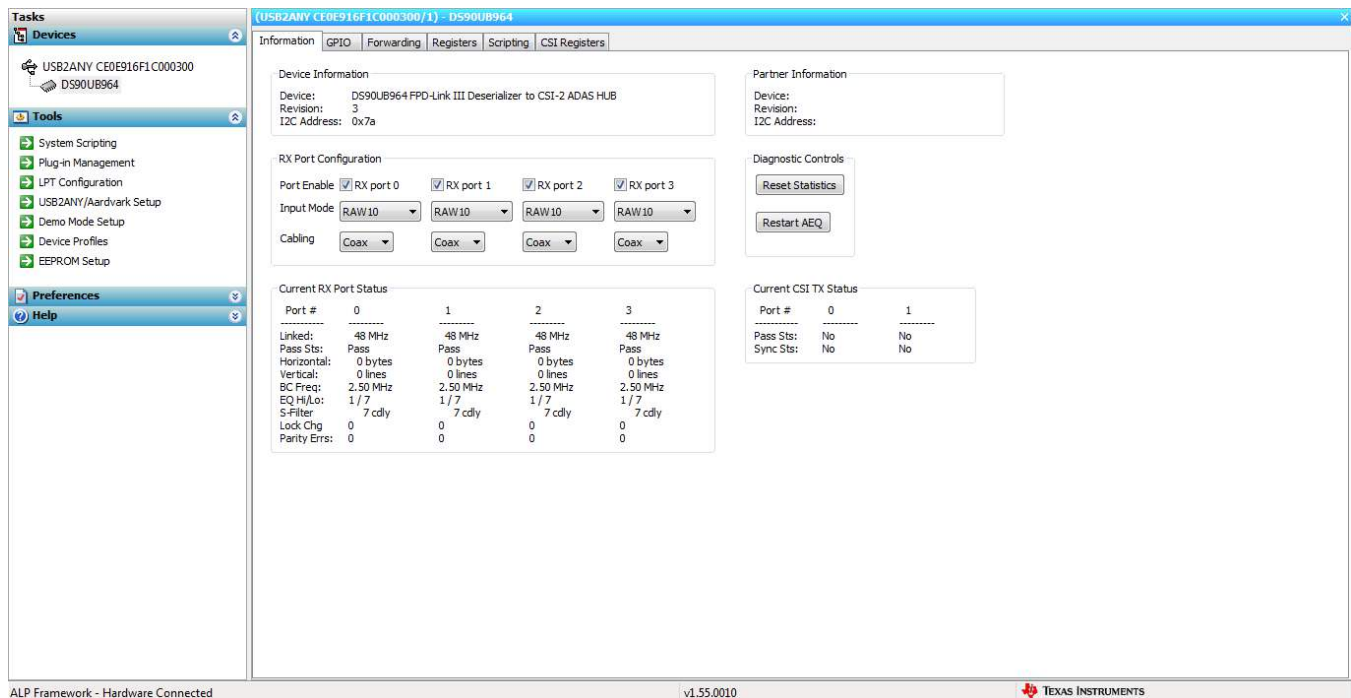 Tasks
Devices
USB2ANY CE0E916F1C000300
DS90UB964
Tools
System Scripting
Plug-in Management
LPT Configuration
USB2ANY/Aardvark Setup
Demo Mode Setup
Device Profiles
EEPROM Setup
Preferences
Help
(USB2ANY CE0E916F1C000300/1) - DS90UB964
Information GPIO Forwarding Registers Scripting CSI Registers
Device Information
Device: DS90UB964 FPD-Link III Deserializer to CSI-2 ADAS HUB
Revision: 3
I2C Address: 0x7a
Partner Information
Device:
Revision:
I2C Address:
RX Port Configuration
Port Enable RX port 0 RX port 1 RX port 2 RX port 3
Input Mode RAW10 RAW10 RAW10 RAW10
Cabling Coax Coax Coax Coax
Diagnostic Controls
Reset Statistics
Restart AEQ
Current RX Port Status
Port # 0 1 2 3
----------- --------- --------- --------- ---------
Linked: 48 MHz 48 MHz 48 MHz 48 MHz
Pass Sts: Pass Pass Pass Pass
Horizontal: 0 bytes 0 bytes 0 bytes 0 bytes
Vertical: 0 lines 0 lines 0 lines 0 lines
BC Freq: 2.50 MHz 2.50 MHz 2.50 MHz 2.50 MHz
EQ Hi/Lo: 1 / 7 1 / 7 1 / 7 1 / 7
S-Filter 7 cdly 7 cdly 7 cdly 7 cdly
Lock Chg 0 0 0 0
Parity Errs: 0 0 0 0
Current CSI TX Status
Port # 0 1
----------- --------- ---------
Pass Sts: No No
Sync Sts: No No
ALP Framework - Hardware Connected
v1.55.0010
TEXAS INSTRUMENTS